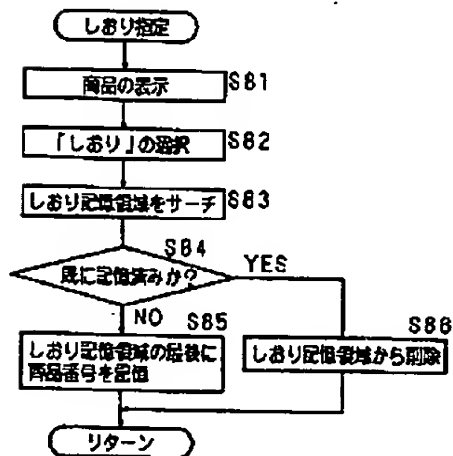 しおり指定
商品の表示 S81
「しおり」の選択 S82
しおり記憶領域をサーチ S83
S84
既に記憶済みか？ YES
NO S85 S86
しおり記憶領域の最後に
商品番号を記憶
しおり記憶領域から削除
リターン